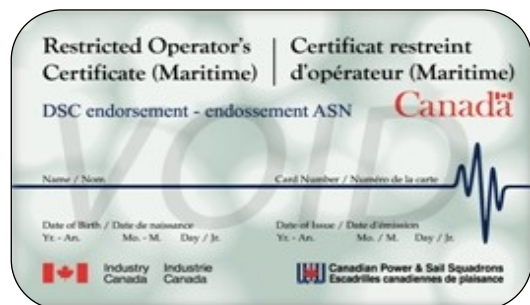 Restricted Operator's
Certificate (Maritime)
Certificat restreint
d'opérateur (Maritime)
DSC endorsement - endossement ASN
Canada
VOID
Name / Nom
Card Number / Numéro de la carte
Date of Birth / Date de naissance
Yr. - An. Mo. - M. Day / Jr.
Date of Issue / Date d'émission
Yr. - An. Mo. / M. Day / Jr.
Industry
Canada
Industrie
Canada
Canadian Power & Sail Squadrons
Escadrilles canadiennes de plaisance